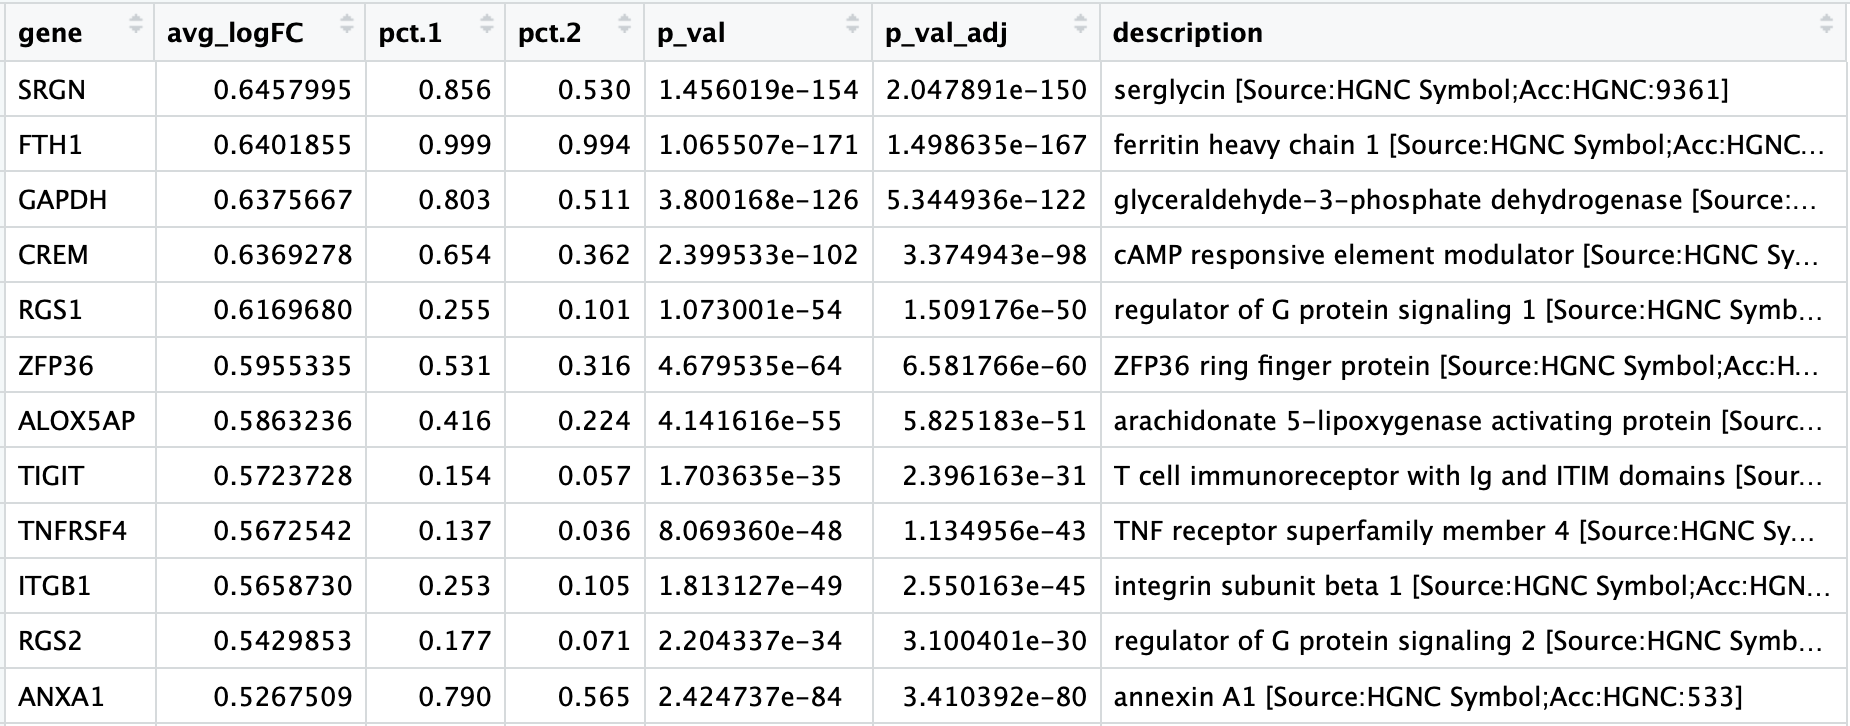 gene avg_logFC pct.1 pct.2 p_val p_val_adj description
SRGN 0.6457995 0.856 0.530 1.456019e-154 2.047891e-150 serglycin [Source:HGNC Symbol;Acc:HGNC:9361]
FTH1 0.6401855 0.999 0.994 1.065507e-171 1.498635e-167 ferritin heavy chain 1 [Source:HGNC Symbol;Acc:HGNC...
GAPDH 0.6375667 0.803 0.511 3.800168e-126 5.344936e-122 glyceraldehyde-3-phosphate dehydrogenase [Source:...
CREM 0.6369278 0.654 0.362 2.399533e-102 3.374943e-98 cAMP responsive element modulator [Source:HGNC Sy...
RGS1 0.6169680 0.255 0.101 1.073001e-54 1.509176e-50 regulator of G protein signaling 1 [Source:HGNC Symb...
ZFP36 0.5955335 0.531 0.316 4.679535e-64 6.581766e-60 ZFP36 ring finger protein [Source:HGNC Symbol;Acc:H...
ALOX5AP 0.5863236 0.416 0.224 4.141616e-55 5.825183e-51 arachidonate 5-lipoxygenase activating protein [Sourc...
TIGIT 0.5723728 0.154 0.057 1.703635e-35 2.396163e-31 T cell immunoreceptor with Ig and ITIM domains [Sour...
TNFRSF4 0.5672542 0.137 0.036 8.069360e-48 1.134956e-43 TNF receptor superfamily member 4 [Source:HGNC Sy...
ITGB1 0.5658730 0.253 0.105 1.813127e-49 2.550163e-45 integrin subunit beta 1 [Source:HGNC Symbol;Acc:HGN...
RGS2 0.5429853 0.177 0.071 2.204337e-34 3.100401e-30 regulator of G protein signaling 2 [Source:HGNC Symb...
ANXA1 0.5267509 0.790 0.565 2.424737e-84 3.410392e-80 annexin A1 [Source:HGNC Symbol;Acc:HGNC:533]